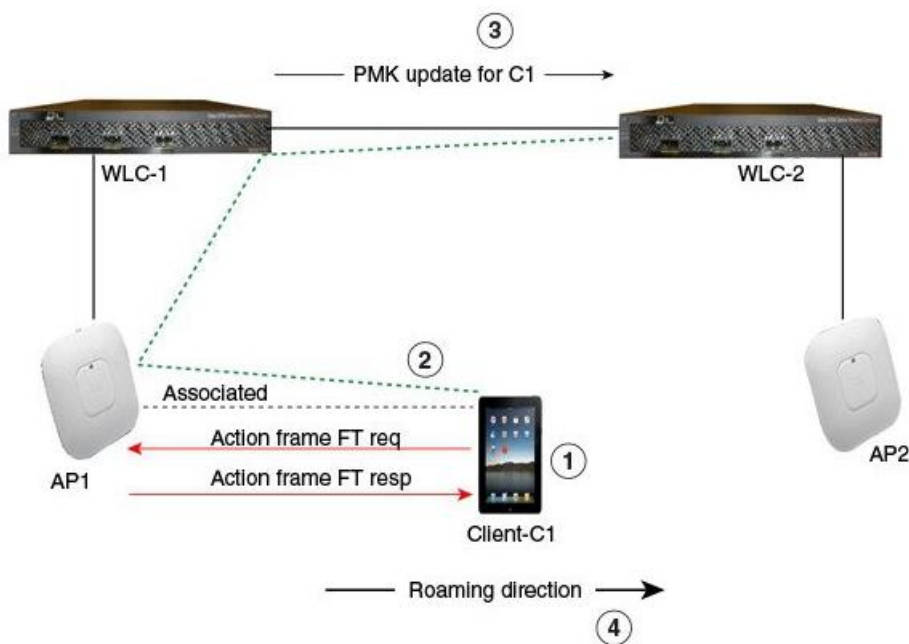 3
PMK update for C1
WLC-1
WLC-2
2
Associated
Action frame FT req
1
Action frame FT resp
AP1
AP2
Client-C1
Roaming direction
4